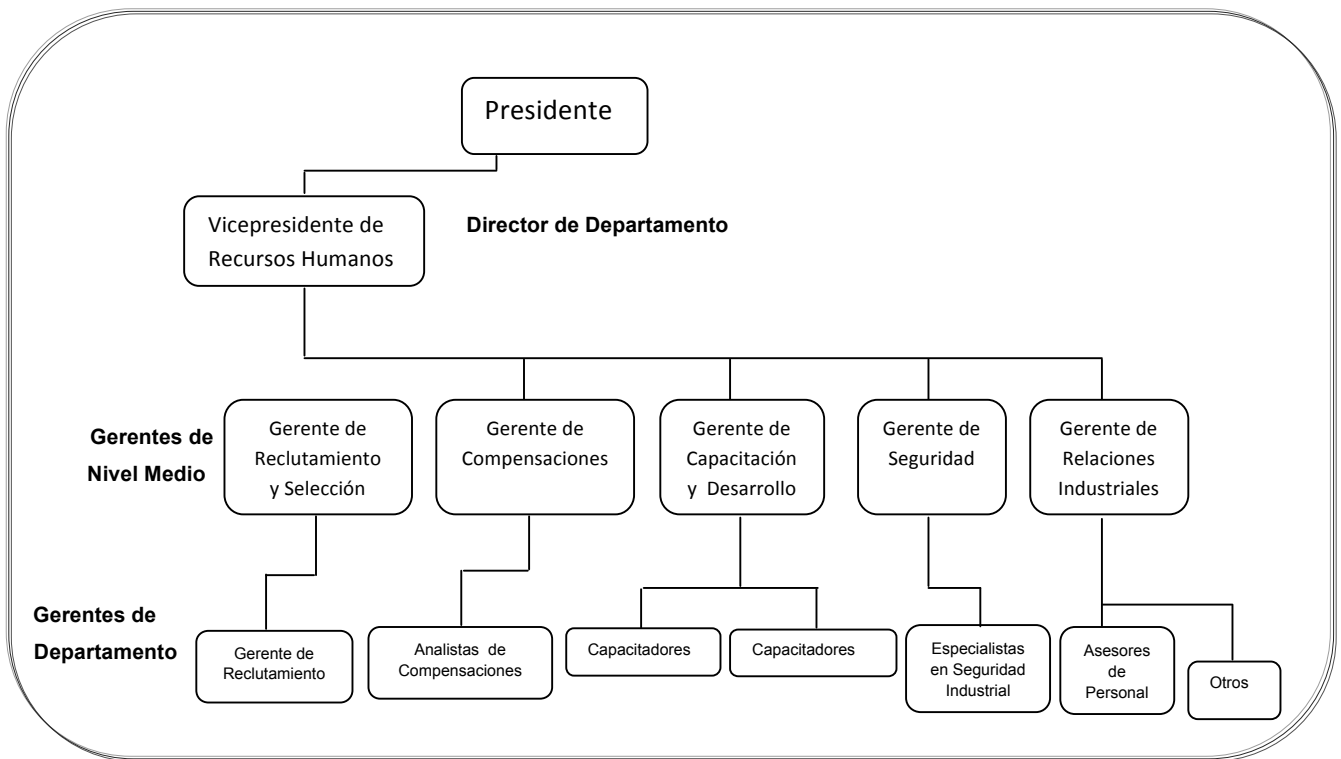 Presidente
Vicepresidente de
Recursos Humanos
Director de Departamento
Gerentes de
Nivel Medio
Gerente de
Reclutamiento
y Selección
Gerente de
Compensaciones
Gerente de
Capacitación
y Desarrollo
Gerente de
Seguridad
Gerente de
Relaciones
Industriales
Gerentes de
Departamento
Gerente de
Reclutamiento
Analistas de
Compensaciones
Capacitadores
Capacitadores
Especialistas
en Seguridad
Industrial
Asesores
de
Personal
Otros